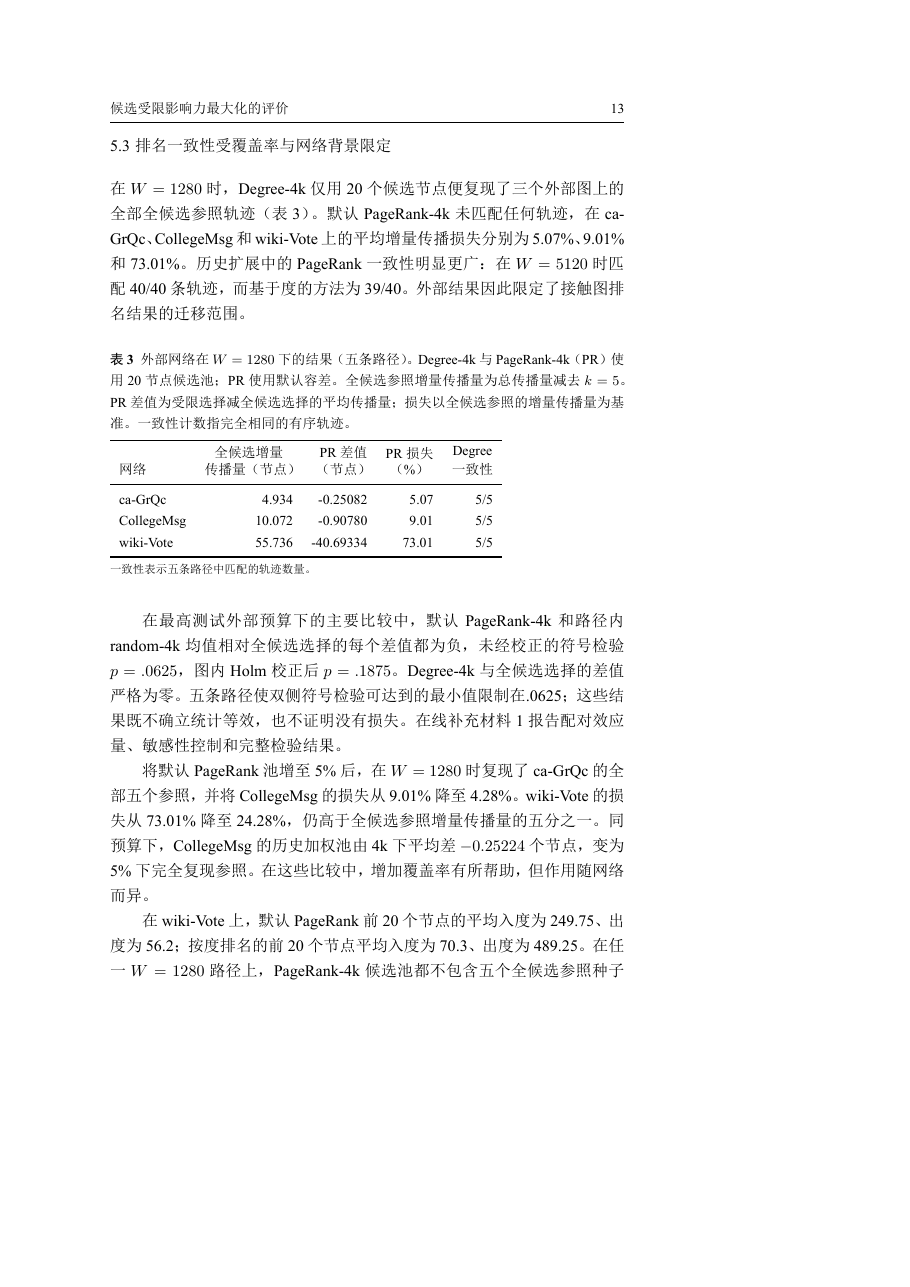 候选受限影响力最大化的评价 13
5.3 排名一致性受覆盖率与网络背景限定
在 W = 1280 时，Degree-4k 仅用 20 个候选节点便复现了三个外部图上的
全部全候选参照轨迹（表 3）。默认 PageRank-4k 未匹配任何轨迹，在 ca-
GrQc、CollegeMsg 和 wiki-Vote 上的平均增量传播损失分别为 5.07%、9.01%
和 73.01%。历史扩展中的 PageRank 一致性明显更广：在 W = 5120 时匹
配 40/40 条轨迹，而基于度的方法为 39/40。外部结果因此限定了接触图排
名结果的迁移范围。
表 3 外部网络在 W = 1280 下的结果（五条路径）。Degree-4k 与 PageRank-4k（PR）使
用 20 节点候选池；PR 使用默认容差。全候选参照增量传播量为总传播量减去 k = 5。
PR 差值为受限选择减全候选选择的平均传播量；损失以全候选参照的增量传播量为基
准。一致性计数指完全相同的有序轨迹。
全候选增量 PR 差值 PR 损失 Degree
网络 传播量（节点） （节点） （%） 一致性
ca-GrQc 4.934 -0.25082 5.07 5/5
CollegeMsg 10.072 -0.90780 9.01 5/5
wiki-Vote 55.736 -40.69334 73.01 5/5
一致性表示五条路径中匹配的轨迹数量。
在最高测试外部预算下的主要比较中，默认 PageRank-4k 和路径内
random-4k 均值相对全候选选择的每个差值都为负，未经校正的符号检验
p = .0625，图内 Holm 校正后 p = .1875。Degree-4k 与全候选选择的差值
严格为零。五条路径使双侧符号检验可达到的最小值限制在.0625；这些结
果既不确立统计等效，也不证明没有损失。在线补充材料 1 报告配对效应
量、敏感性控制和完整检验结果。
将默认 PageRank 池增至 5% 后，在 W = 1280 时复现了 ca-GrQc 的全
部五个参照，并将 CollegeMsg 的损失从 9.01% 降至 4.28%。wiki-Vote 的损
失从 73.01% 降至 24.28%，仍高于全候选参照增量传播量的五分之一。同
预算下，CollegeMsg 的历史加权池由 4k 下平均差 −0.25224 个节点，变为
5% 下完全复现参照。在这些比较中，增加覆盖率有所帮助，但作用随网络
而异。
在 wiki-Vote 上，默认 PageRank 前 20 个节点的平均入度为 249.75、出
度为 56.2；按度排名的前 20 个节点平均入度为 70.3、出度为 489.25。在任
一 W = 1280 路径上，PageRank-4k 候选池都不包含五个全候选参照种子